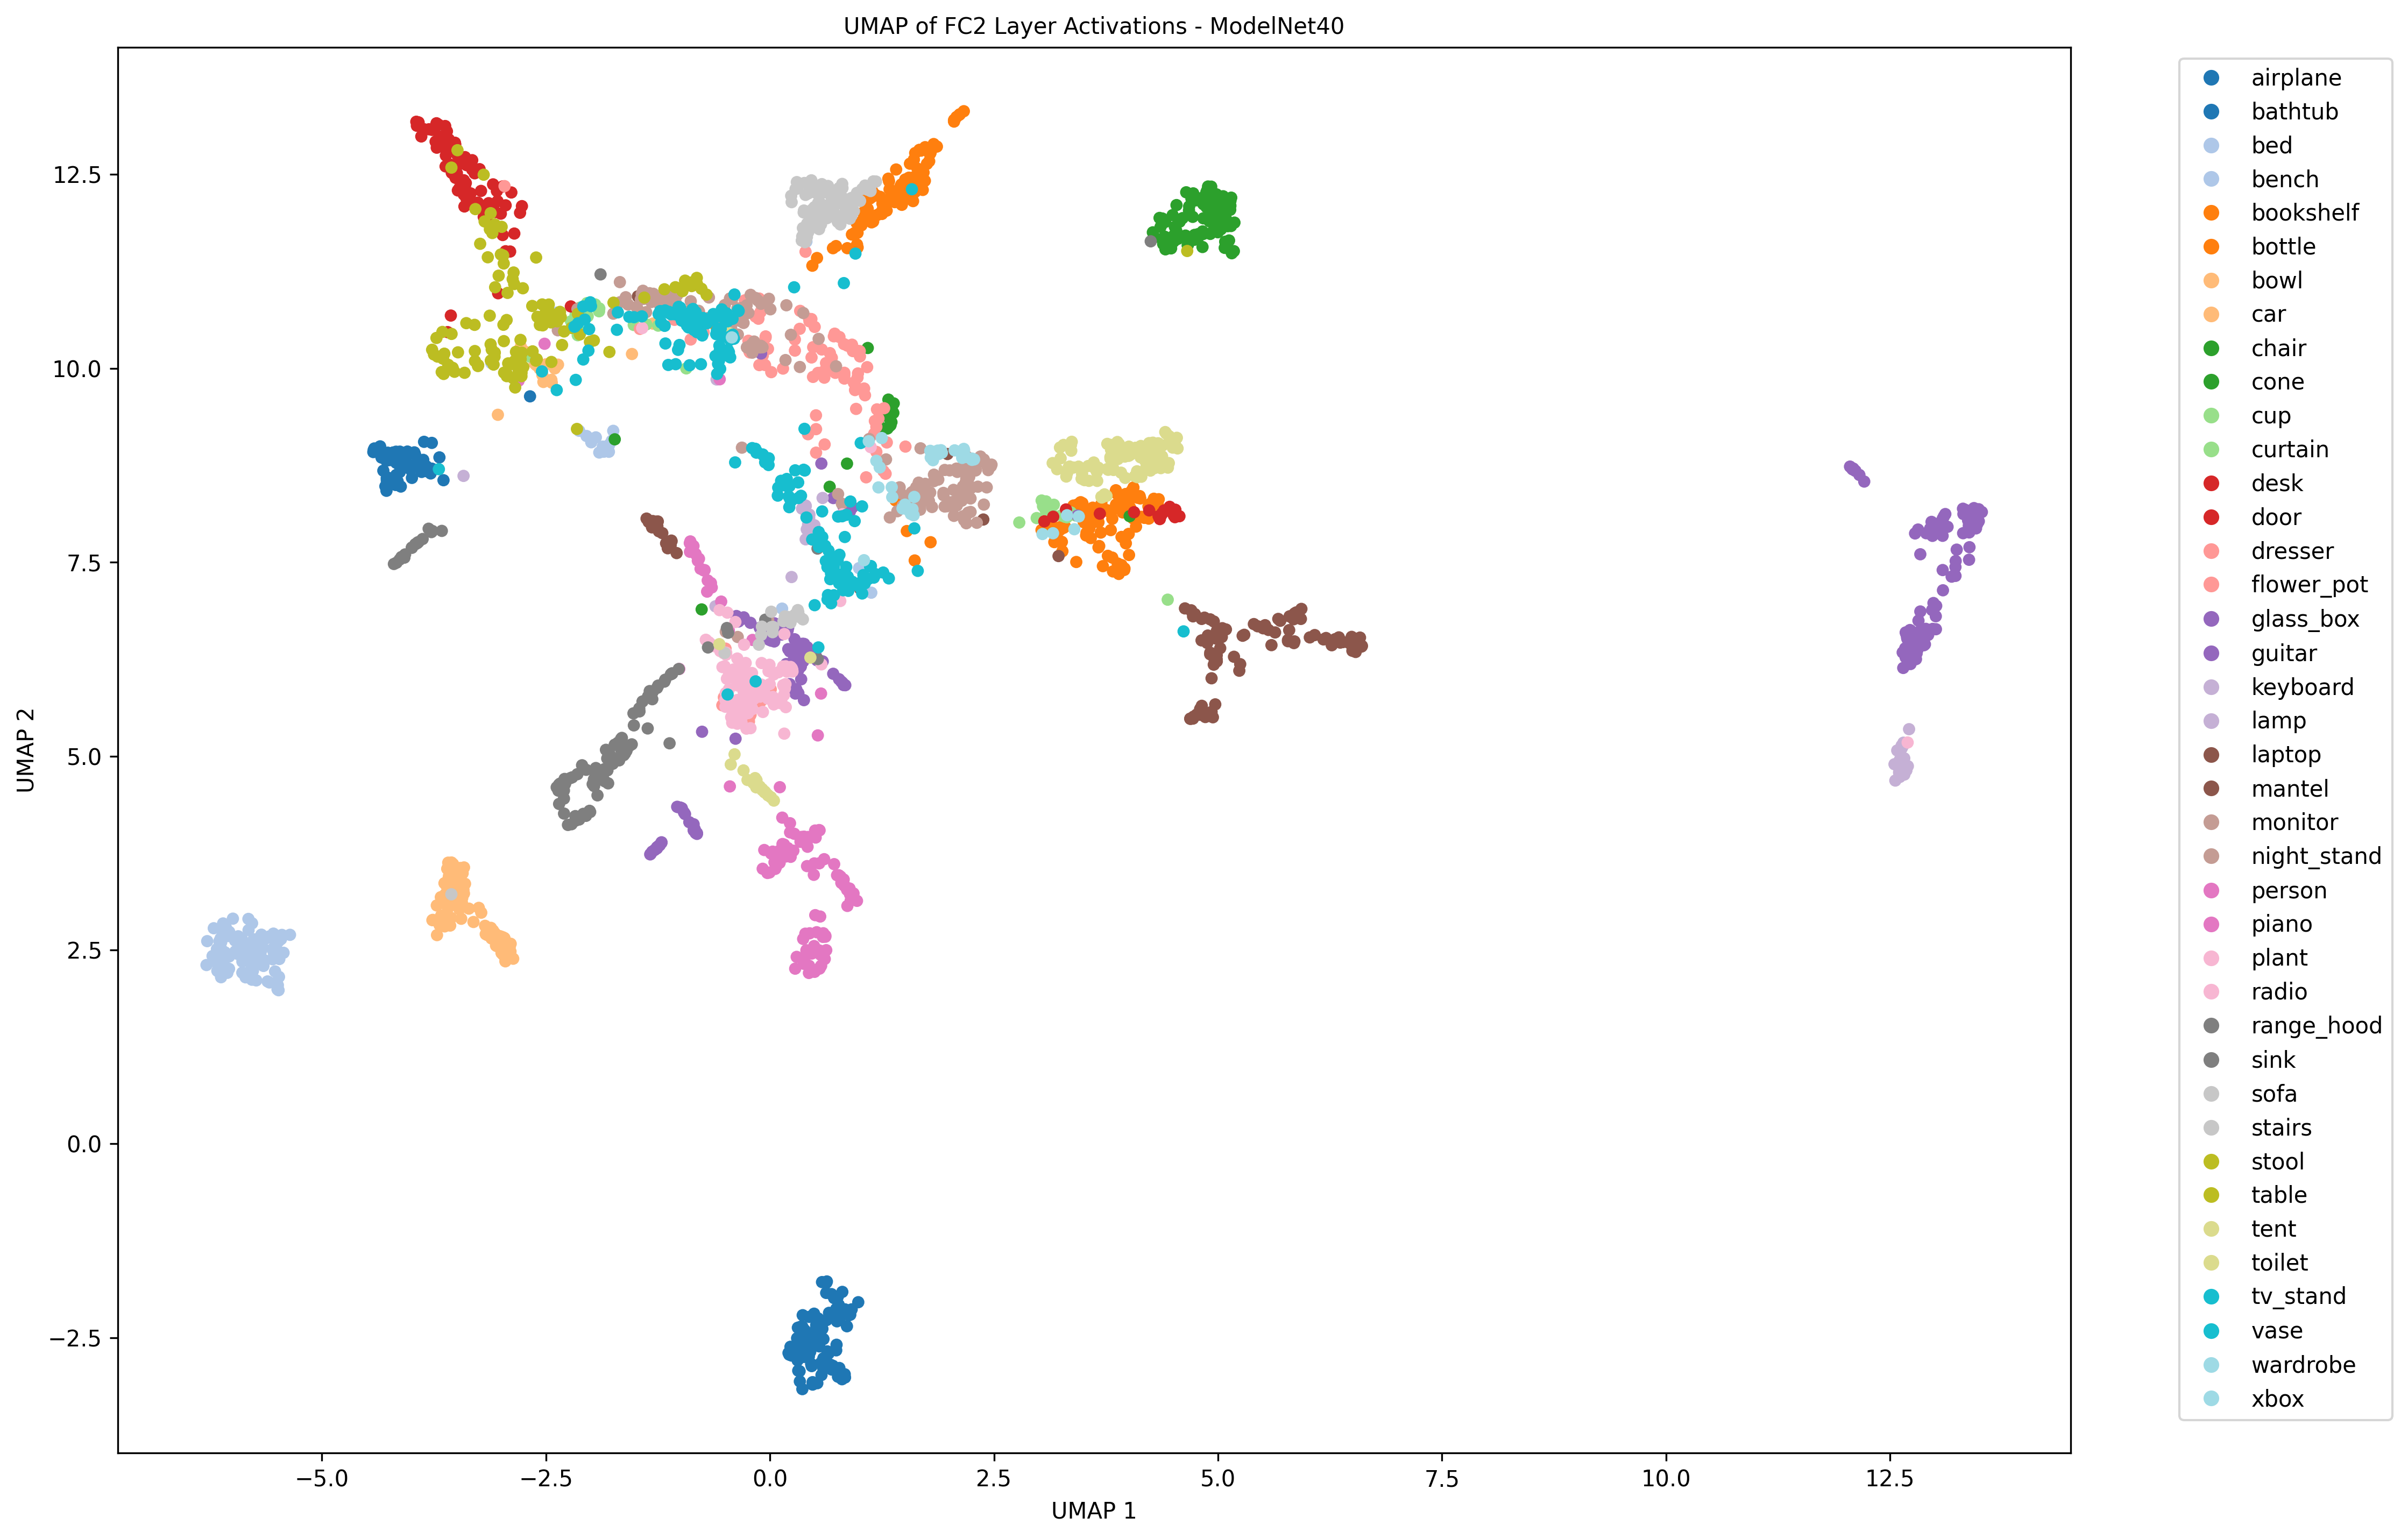 UMAP of FC2 Layer Activations - ModelNet40
12.5
10.0
7.5
5.0
2.5
0.0
−2.5
UMAP 2
−5.0
−2.5
0.0
2.5
5.0
7.5
10.0
12.5
UMAP 1
airplane
bathtub
bed
bench
bookshelf
bottle
bowl
car
chair
cone
cup
curtain
desk
door
dresser
flower_pot
glass_box
guitar
keyboard
lamp
laptop
mantel
monitor
night_stand
person
piano
plant
radio
range_hood
sink
sofa
stairs
stool
table
tent
toilet
tv_stand
vase
wardrobe
xbox